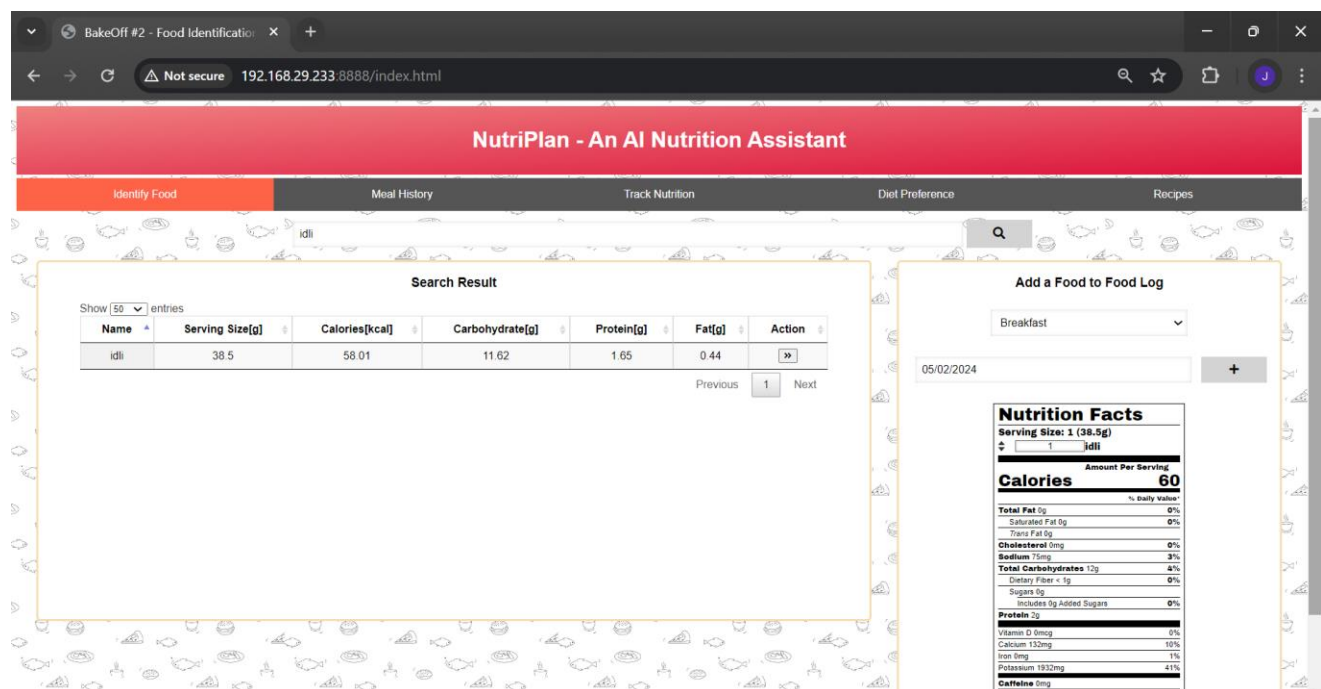 BakeOff #2 - Food Identification
Not secure 192.168.29.233:8888/index.html
J
NutriPlan - An AI Nutrition Assistant
Identify Food Meal History Track Nutrition Diet Preference Recipes
idli
Search Result
Show 50 entries
Name Serving Size[g] Calories[kcal] Carbohydrate[g] Protein[g] Fat[g] Action
idli 38.5 58.01 11.62 1.65 0.44 »
Previous 1 Next
Add a Food to Food Log
Breakfast
05/02/2024 +
Nutrition Facts
Serving Size: 1 (38.5g)
1 idli
Amount Per Serving
Calories 60
% Daily Value*
Total Fat 0g 0%
Saturated Fat 0g 0%
Trans Fat 0g
Cholesterol 0mg 0%
Sodium 75mg 3%
Total Carbohydrates 12g 4%
Dietary Fiber < 1g 0%
Sugars 0g
Includes 0g Added Sugars 0%
Protein 2g
Vitamin D 0mcg 0%
Calcium 132mg 10%
Iron 0mg 1%
Potassium 1932mg 41%
Caffeine 0mg